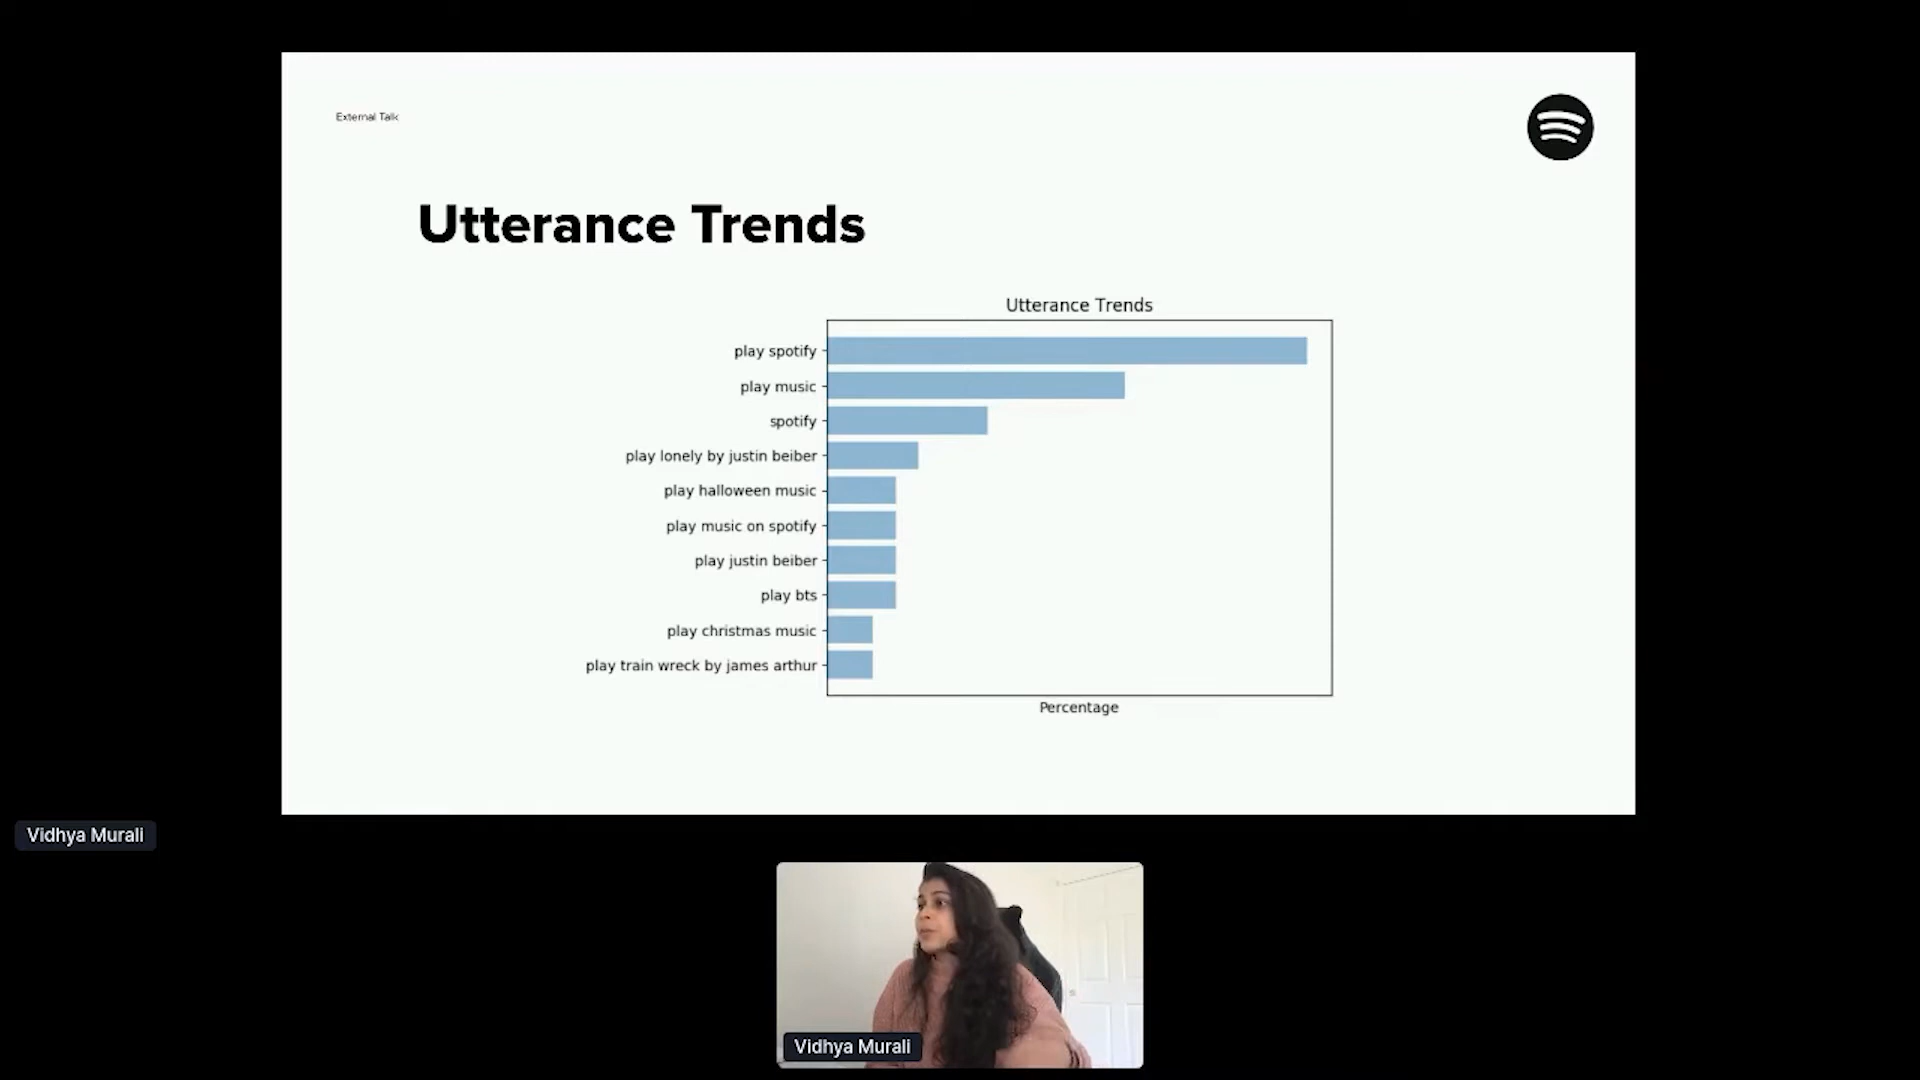 External Talk
Utterance Trends
Utterance Trends
play spotify
play music
spotify
play lonely by justin beiber
play halloween music
play music on spotify
play justin beiber
play bts
play christmas music
play train wreck by james arthur
Percentage
Vidhya Murali
Vidhya Murali